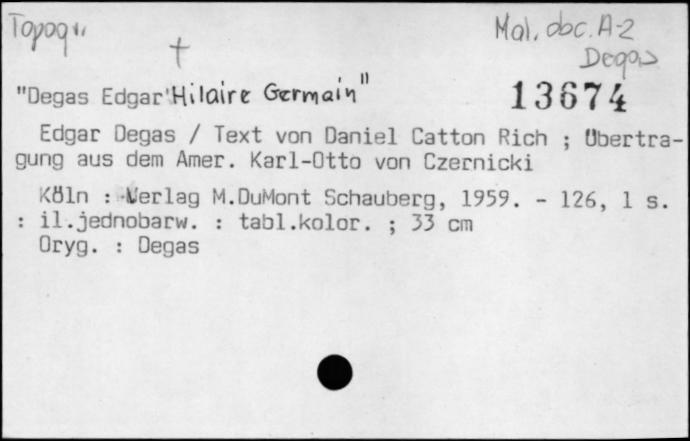 Mal. obc. A-2
Degas
"Degas Edgar Hilaire Germain"
13674
Edgar Degas / Text von Daniel Catton Rich ; Übertra-
gung aus dem Amer. Karl-Otto von Czernicki
Köln : Verlag M.DuMont Schauberg, 1959. - 126, 1 s.
: il.jednobarw. : tabl.kolor. ; 33 cm
Oryg. : Degas